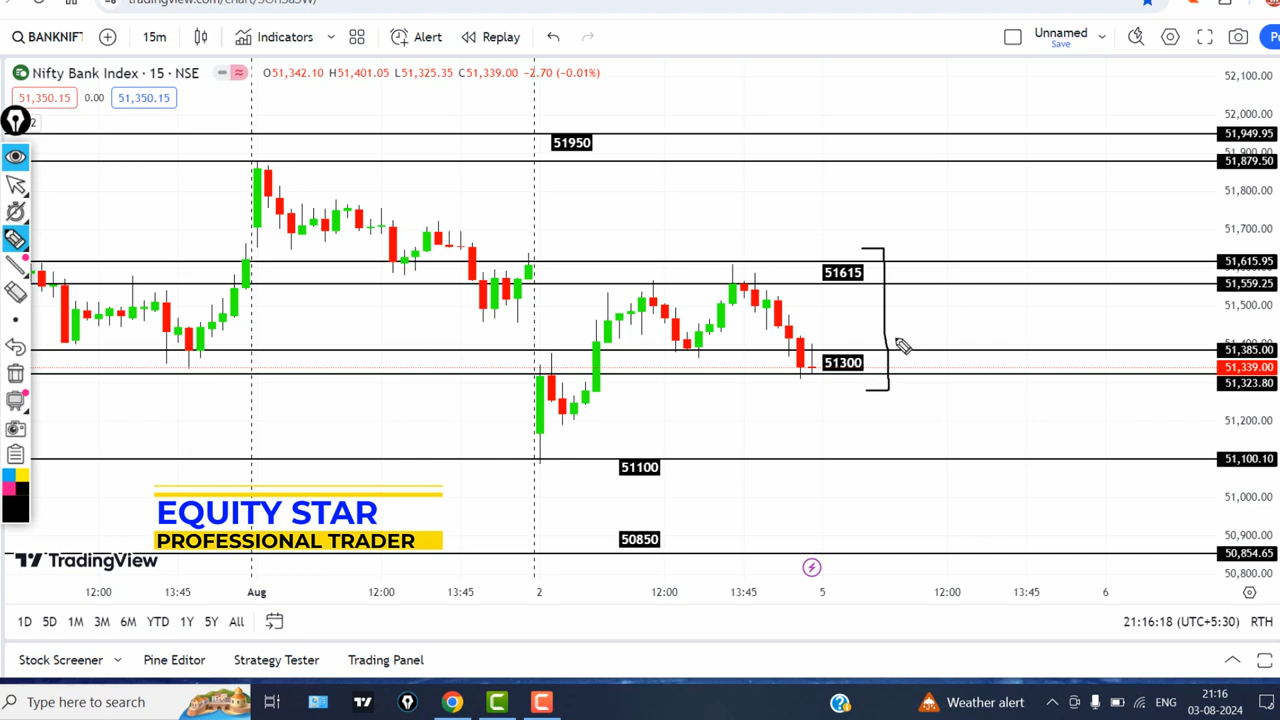 BANKNIFT
15m
Indicators
Alert
Replay
Unnamed
Save
Nifty Bank Index · 15 · NSE
O51,342.10 H51,401.05 L51,325.35 C51,339.00 −2.70 (−0.01%)
51,350.15 0.00 51,350.15
2
52,100.00
52,000.00
51,949.95
51950
51,900.00
51,879.50
51,800.00
51,700.00
51,615.95
51615
51,559.25
51,500.00
51,385.00
51300
51,339.00
51,323.80
51,200.00
51,100.10
51100
51,000.00
50,900.00
50850
50,854.65
50,800.00
EQUITY STAR
PROFESSIONAL TRADER
TradingView
12:00 13:45 Aug 12:00 13:45 2 12:00 13:45 5 12:00 13:45 6
1D 5D 1M 3M 6M YTD 1Y 5Y All
21:16:18 (UTC+5:30) RTH
Stock Screener Pine Editor Strategy Tester Trading Panel
Type here to search
Weather alert
ENG
21:16
03-08-2024